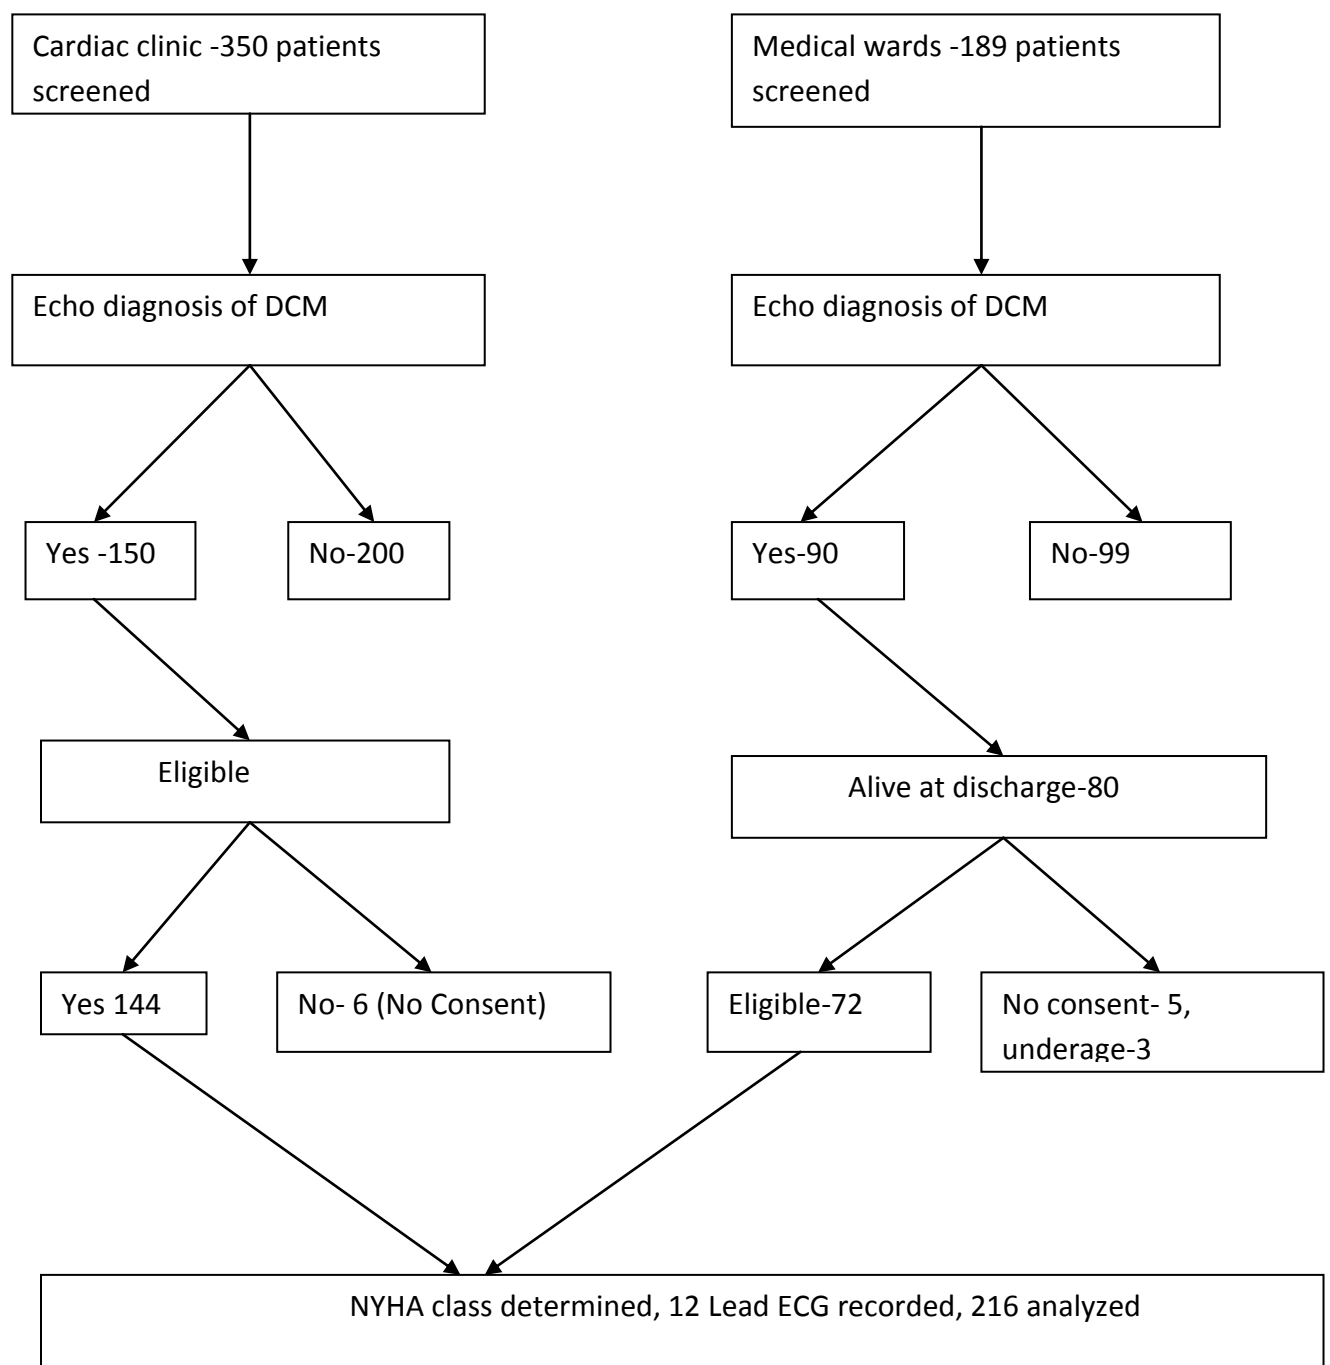 Cardiac clinic -350 patients
screened
Medical wards -189 patients
screened
Echo diagnosis of DCM
Echo diagnosis of DCM
Yes -150
No-200
Yes-90
No-99
Eligible
Alive at discharge-80
Yes 144
No- 6 (No Consent)
Eligible-72
No consent- 5,
underage-3
NYHA class determined, 12 Lead ECG recorded, 216 analyzed